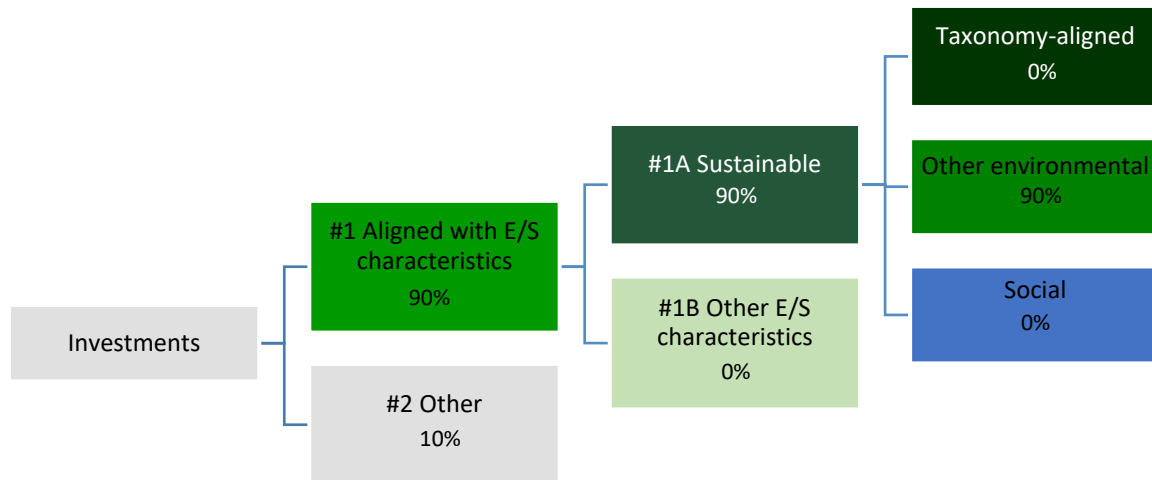 Investments
#1 Aligned with E/S
characteristics
90%
#2 Other
10%
#1A Sustainable
90%
#1B Other E/S
characteristics
0%
Taxonomy-aligned
0%
Other environmental
90%
Social
0%